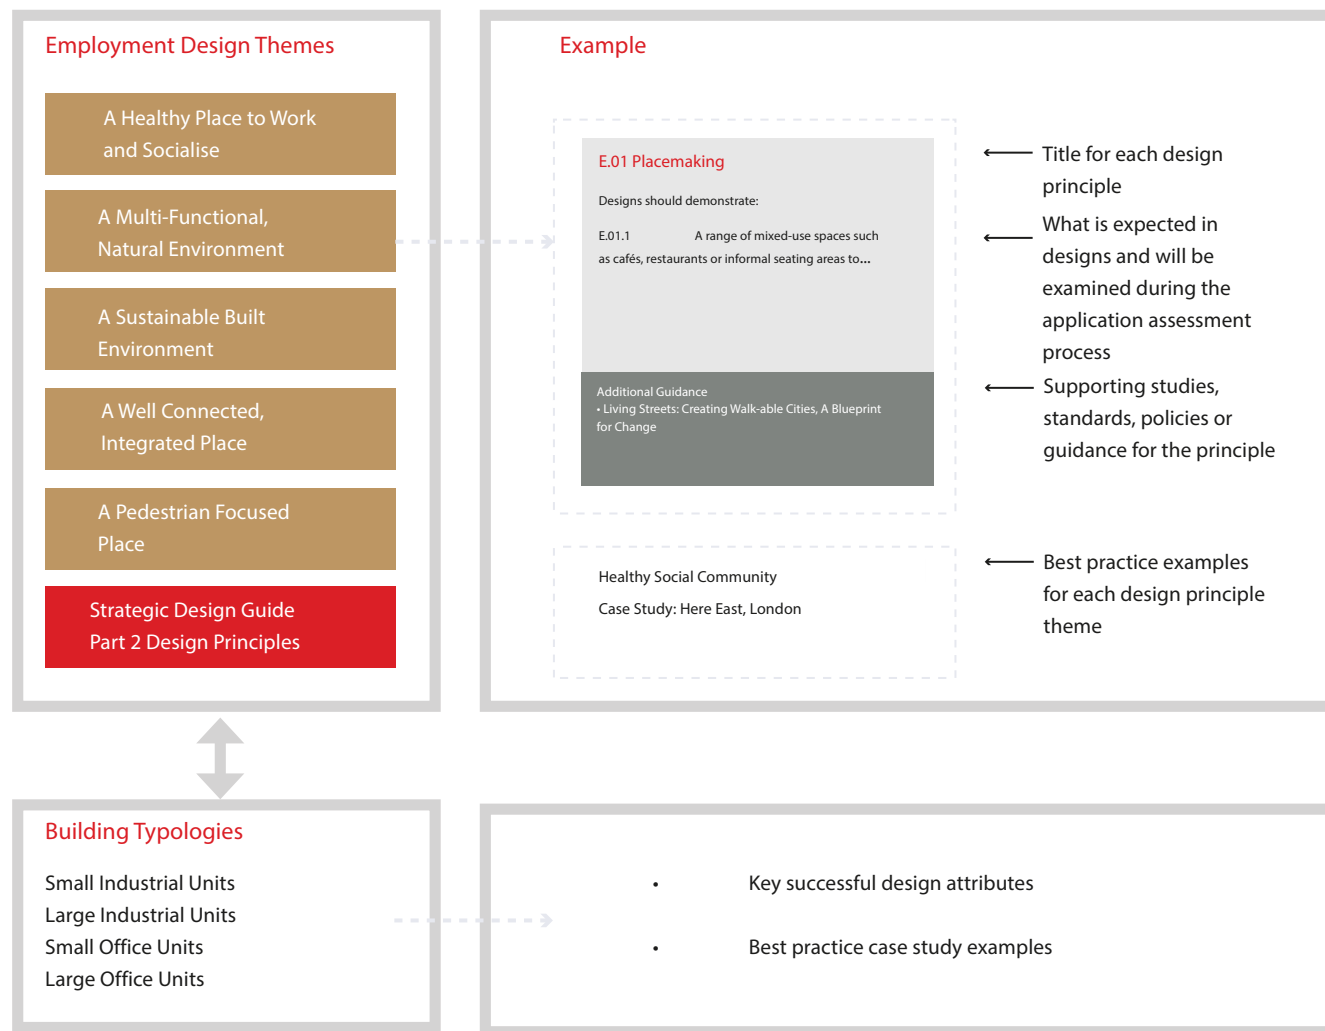 Employment Design Themes
A Healthy Place to Work
and Socialise
A Multi-Functional,
Natural Environment
A Sustainable Built
Environment
A Well Connected,
Integrated Place
A Pedestrian Focused
Place
Strategic Design Guide
Part 2 Design Principles
Example
E.01 Placemaking
Designs should demonstrate:
E.01.1 A range of mixed-use spaces such
as cafés, restaurants or informal seating areas to...
Additional Guidance
• Living Streets: Creating Walk-able Cities, A Blueprint
for Change
Healthy Social Community
Case Study: Here East, London
Title for each design
principle
What is expected in
designs and will be
examined during the
application assessment
process
Supporting studies,
standards, policies or
guidance for the principle
Best practice examples
for each design principle
theme
Building Typologies
Small Industrial Units
Large Industrial Units
Small Office Units
Large Office Units
• Key successful design attributes
• Best practice case study examples